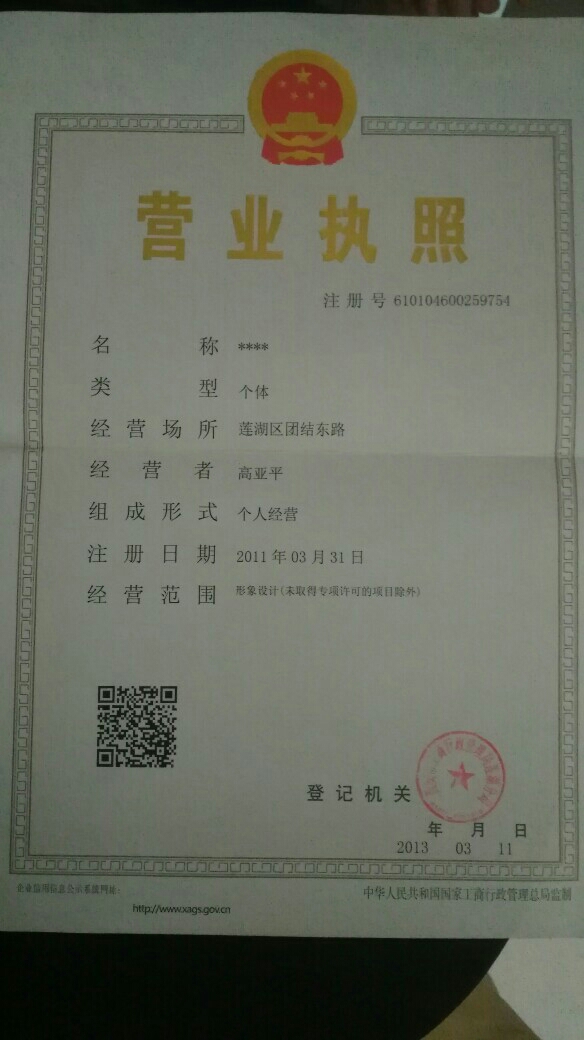 营业执照
注册号 610104600259754
名称 ****
类型 个体
经营场所 莲湖区团结东路
经营者 高亚平
组成形式 个人经营
注册日期 2011年03月31日
经营范围 形象设计(未取得专项许可的项目除外)
登记机关
年 月 日
2013 03 11
企业信用信息公示系统网址:
http://www.xags.gov.cn
中华人民共和国国家工商行政管理总局监制